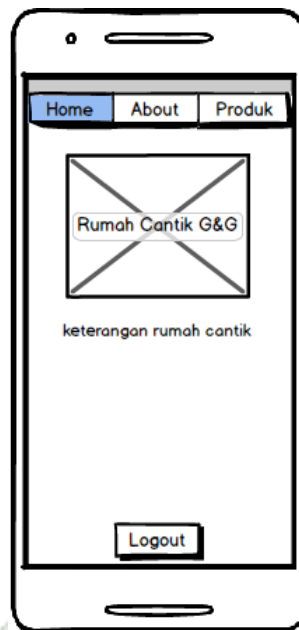 Home About Produk
Rumah Cantik G&G
keterangan rumah cantik
Logout